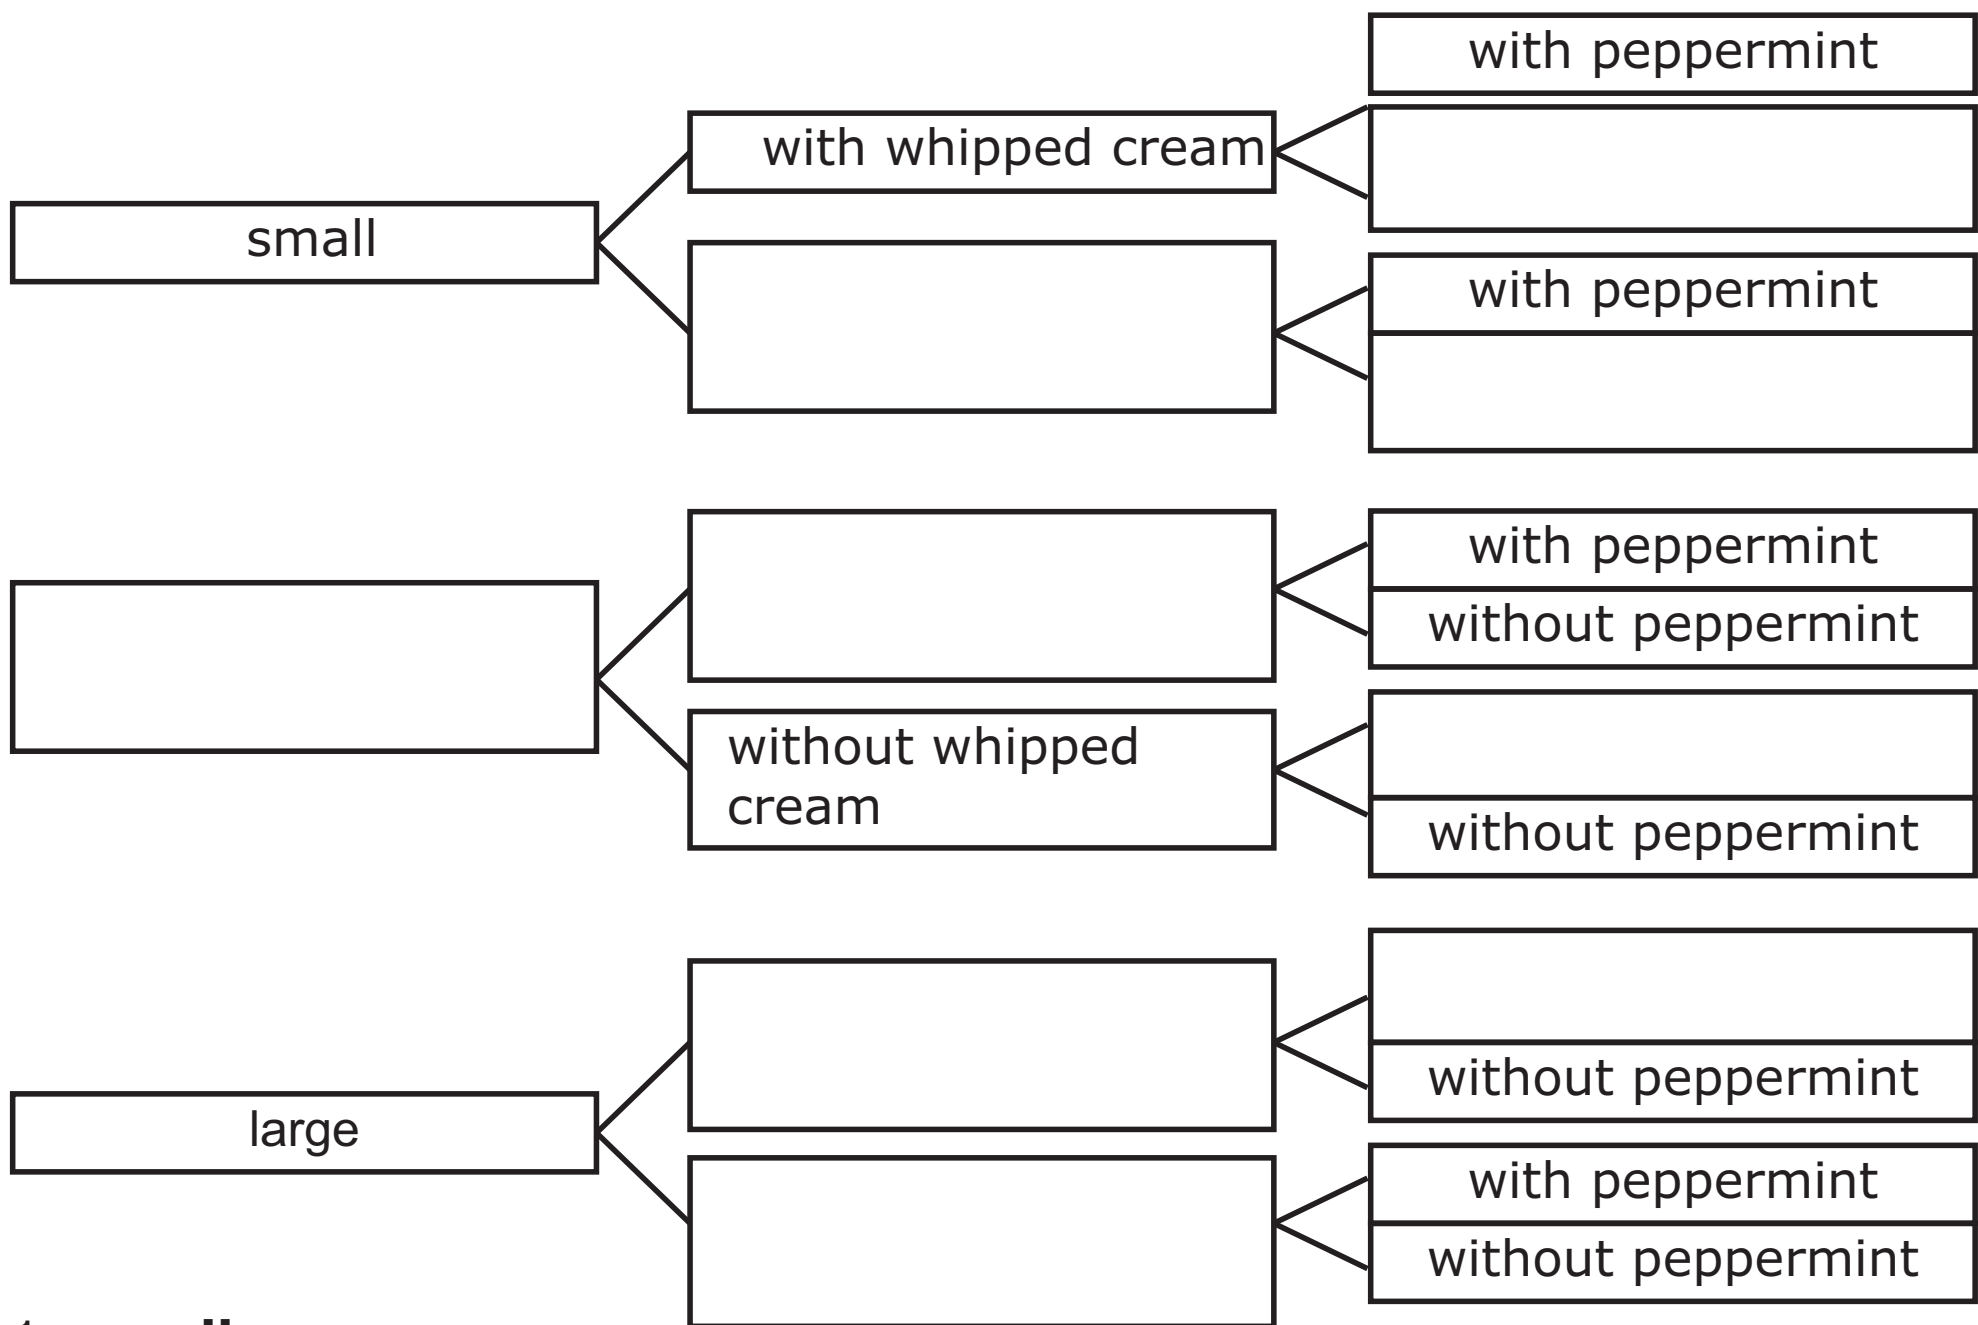 with peppermint
with whipped cream
small
with peppermint
with peppermint
without peppermint
without whipped
cream
without peppermint
without peppermint
large
with peppermint
without peppermint